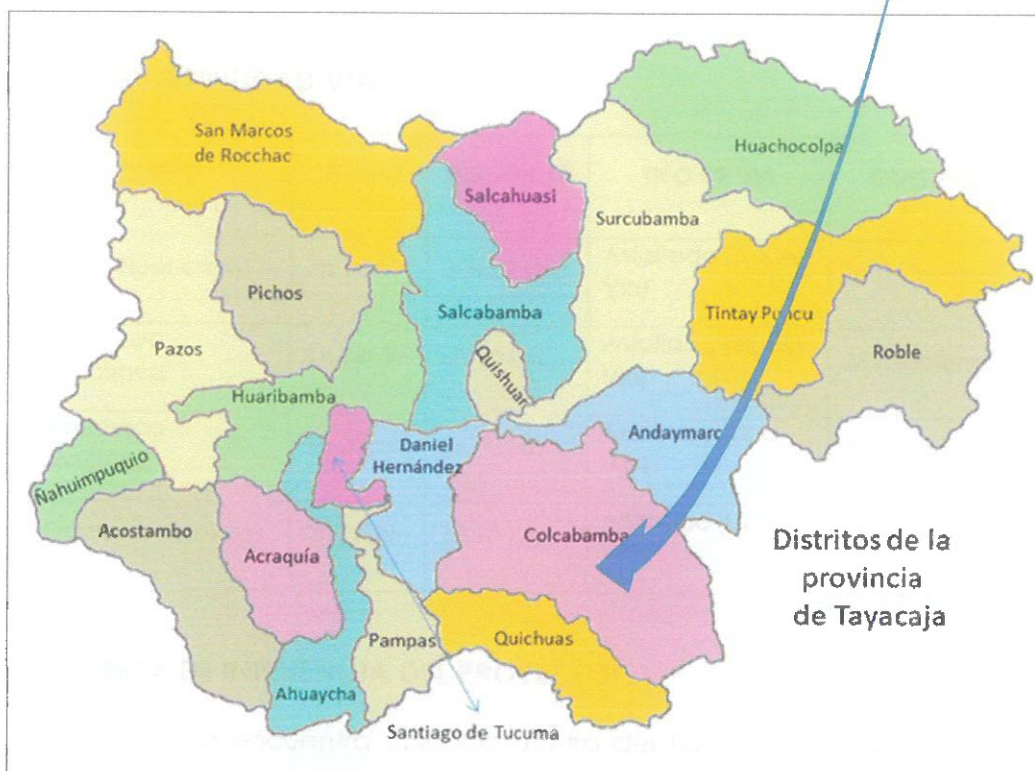 San Marcos
de Rocchac
Huachocolpa
Salcahuasi
Surcubamba
Pichos
Salcabamba
Tintay Puncu
Pazos
Quishuar
Roble
Huaribamba
Daniel
Hernández
Andaymarc
Ñahuimpuquio
Acostambo
Acraquía
Colcabamba
Distritos de la
provincia
de Tayacaja
Pampas
Quichuas
Ahuaycha
Santiago de Tucuma